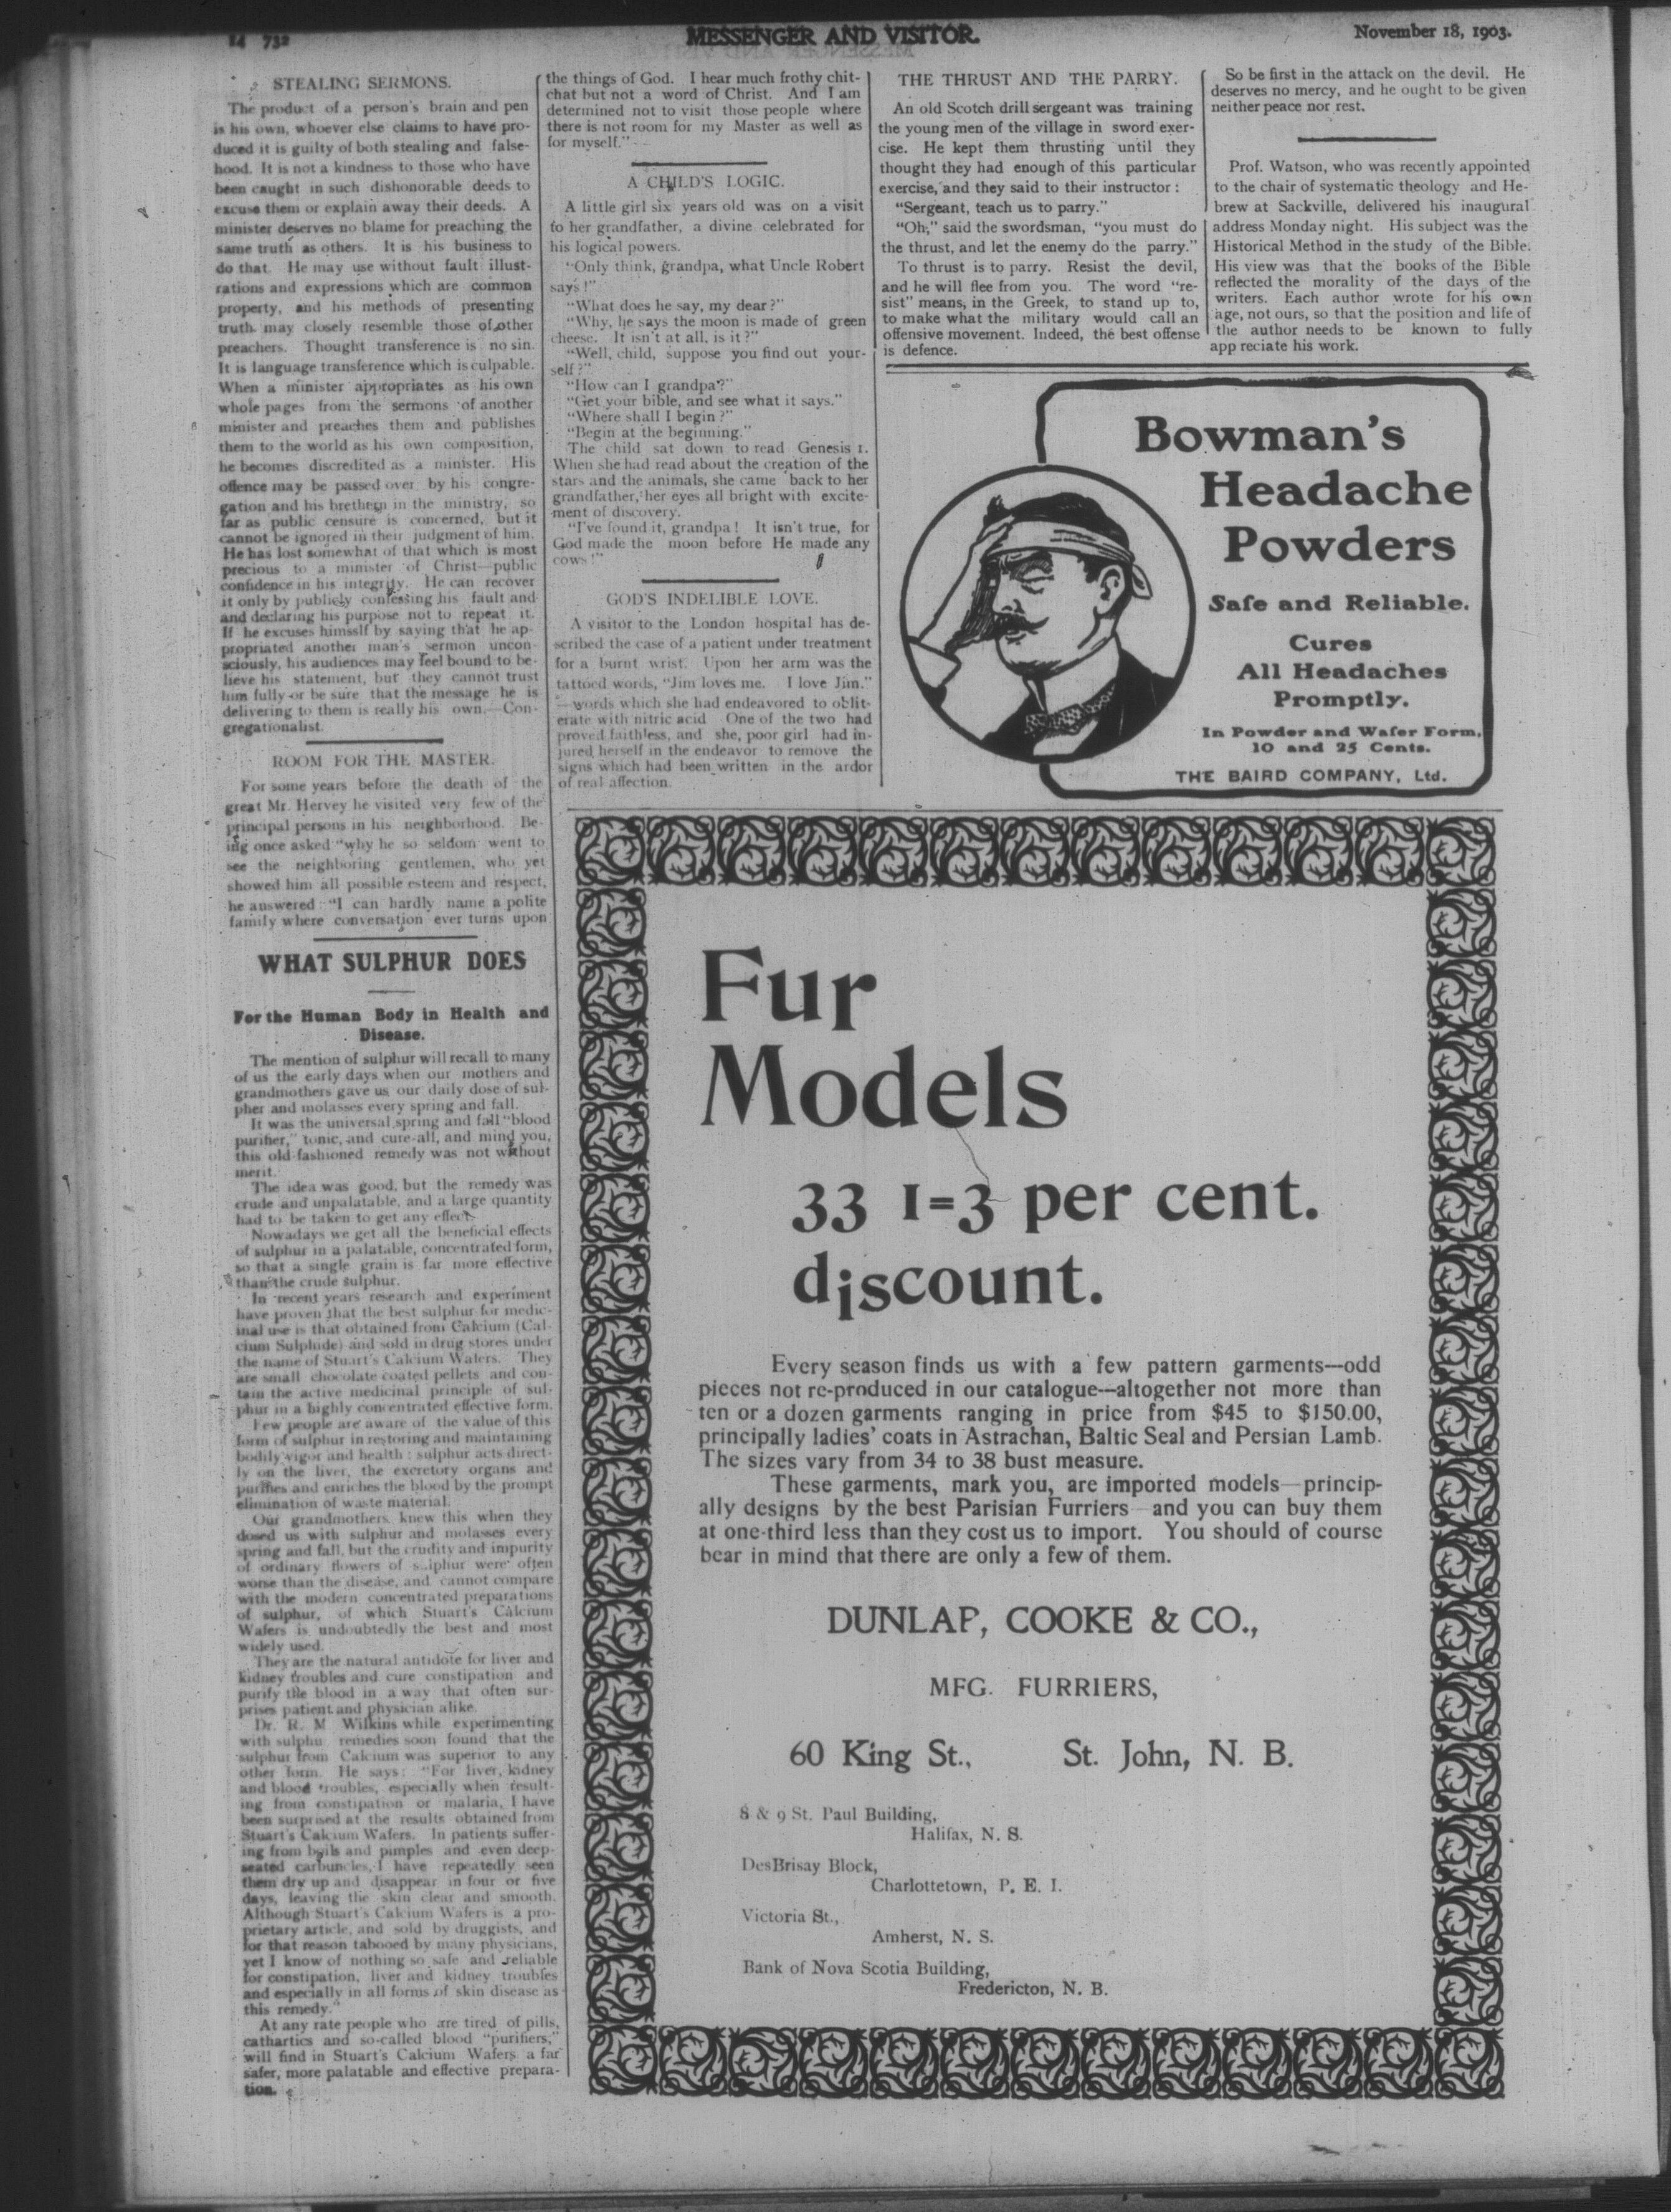 14 732
MESSENGER AND VISITOR.
November 18, 1903.
STEALING SERMONS.
The product of a person's brain and pen
is his own, whoever else claims to have pro-
duced it is guilty of both stealing and false-
hood. It is not a kindness to those who have
been caught in such dishonorable deeds to
excuse them or explain away their deeds. A
minister deserves no blame for preaching the
same truth as others. It is his business to
do that. He may use without fault illust-
rations and expressions which are common
property, and his methods of presenting
truth may closely resemble those of other
preachers. Thought transference is no sin.
It is language transference which is culpable.
When a minister appropriates as his own
whole pages from the sermons of another
minister and preaches them and publishes
them to the world as his own composition,
he becomes discredited as a minister. His
offence may be passed over by his congre-
gation and his brethern in the ministry, so
far as public censure is concerned, but it
cannot be ignored in their judgment of him.
He has lost somewhat of that which is most
precious to a minister of Christ—public
confidence in his integrity. He can recover
it only by publicly confessing his fault and
and declaring his purpose not to repeat it.
If he excuses himsslf by saying that he ap-
propriated another man's sermon uncon-
sciously, his audiences may feel bound to be-
lieve his statement, but they cannot trust
him fully or be sure that the message he is
delivering to them is really his own.—Con-
gregationalist.
ROOM FOR THE MASTER.
For some years before the death of the
great Mr. Hervey he visited very few of the
principal persons in his neighborhood. Be-
ing once asked "why he so seldom went to
see the neighboring gentlemen, who yet
showed him all possible esteem and respect,
he answered "I can hardly name a polite
family where conversation ever turns upon
WHAT SULPHUR DOES
For the Human Body in Health and
Disease.
The mention of sulphur will recall to many
of us the early days when our mothers and
grandmothers gave us our daily dose of sul-
pher and molasses every spring and fall.
It was the universal spring and fall "blood
purifier," tonic, and cure-all, and mind you,
this old-fashioned remedy was not without
merit.
The idea was good, but the remedy was
crude and unpalatable, and a large quantity
had to be taken to get any effect.
Nowadays we get all the beneficial effects
of sulphur in a palatable, concentrated form,
so that a single grain is far more effective
than the crude sulphur.
In recent years research and experiment
have proven that the best sulphur for medic-
inal use is that obtained from Calcium (Cal-
cium Sulphide) and sold in drug stores under
the name of Stuart's Calcium Wafers. They
are small chocolate coated pellets and con-
tain the active medicinal principle of sul-
phur in a highly concentrated effective form.
Few people are aware of the value of this
form of sulphur in restoring and maintaining
bodily vigor and health : sulphur acts direct-
ly on the liver, the excretory organs and
purifies and enriches the blood by the prompt
elimination of waste material.
Our grandmothers knew this when they
dosed us with sulphur and molasses every
spring and fall, but the crudity and impurity
of ordinary flowers of sulphur were often
worse than the disease, and cannot compare
with the modern concentrated preparations
of sulphur, of which Stuart's Calcium
Wafers is undoubtedly the best and most
widely used.
They are the natural antidote for liver and
kidney troubles and cure constipation and
purify the blood in a way that often sur-
prises patient and physician alike.
Dr. R. M Wilkins while experimenting
with sulphu remedies soon found that the
sulphur from Calcium was superior to any
other form. He says: "For liver, kidney
and blood troubles, especially when result-
ing from constipation or malaria, I have
been surprised at the results obtained from
Stuart's Calcium Wafers. In patients suffer-
ing from boils and pimples and even deep-
seated carbuncles, I have repeatedly seen
them dry up and disappear in four or five
days, leaving the skin clear and smooth.
Although Stuart's Calcium Wafers is a pro-
prietary article, and sold by druggists, and
for that reason tabooed by many physicians,
yet I know of nothing so safe and reliable
for constipation, liver and kidney troubles
and especially in all forms of skin disease as
this remedy."
At any rate people who are tired of pills,
cathartics and so-called blood "purifiers,"
will find in Stuart's Calcium Wafers a far
safer, more palatable and effective prepara-
tion.
the things of God. I hear much frothy chit-
chat but not a word of Christ. And I am
determined not to visit those people where
there is not room for my Master as well as
for myself."
A CHILD'S LOGIC.
A little girl six years old was on a visit
to her grandfather, a divine celebrated for
his logical powers.
"Only think, grandpa, what Uncle Robert
says !"
"What does he say, my dear ?"
"Why, he says the moon is made of green
cheese. It isn't at all, is it ?"
"Well, child, suppose you find out your-
self ?"
"How can I grandpa?"
"Get your bible, and see what it says."
"Where shall I begin ?"
"Begin at the beginning."
The child sat down to read Genesis 1.
When she had read about the creation of the
stars and the animals, she came back to her
grandfather, her eyes all bright with excite-
ment of discovery.
"I've found it, grandpa ! It isn't true, for
God made the moon before He made any
cows !"
GOD'S INDELIBLE LOVE.
A visitor to the London hospital has de-
scribed the case of a patient under treatment
for a burnt wrist. Upon her arm was the
tattoed words, "Jim loves me. I love Jim."
—words which she had endeavored to oblit-
erate with nitric acid One of the two had
proved faithless, and she, poor girl had in-
jured herself in the endeavor to remove the
signs which had been written in the ardor
of real affection.
THE THRUST AND THE PARRY.
An old Scotch drill sergeant was training
the young men of the village in sword exer-
cise. He kept them thrusting until they
thought they had enough of this particular
exercise, and they said to their instructor :
"Sergeant, teach us to parry."
"Oh," said the swordsman, "you must do
the thrust, and let the enemy do the parry."
To thrust is to parry. Resist the devil,
and he will flee from you. The word "re-
sist" means, in the Greek, to stand up to,
to make what the military would call an
offensive movement. Indeed, the best offense
is defence.
So be first in the attack on the devil. He
deserves no mercy, and he ought to be given
neither peace nor rest.
Prof. Watson, who was recently appointed
to the chair of systematic theology and He-
brew at Sackville, delivered his inaugural
address Monday night. His subject was the
Historical Method in the study of the Bible.
His view was that the books of the Bible
reflected the morality of the days of the
writers. Each author wrote for his own
age, not ours, so that the position and life of
the author needs to be known to fully
app reciate his work.
Bowman's
Headache
Powders
Safe and Reliable.
Cures
All Headaches
Promptly.
In Powder and Wafer Form,
10 and 25 Cents.
THE BAIRD COMPANY, Ltd.
Fur
Models
33 1=3 per cent.
discount.
Every season finds us with a few pattern garments---odd
pieces not re-produced in our catalogue---altogether not more than
ten or a dozen garments ranging in price from $45 to $150.00,
principally ladies' coats in Astrachan, Baltic Seal and Persian Lamb.
The sizes vary from 34 to 38 bust measure.
These garments, mark you, are imported models—princip-
ally designs by the best Parisian Furriers—and you can buy them
at one-third less than they cost us to import. You should of course
bear in mind that there are only a few of them.
DUNLAP, COOKE & CO.,
MFG. FURRIERS,
60 King St., St. John, N. B.
8 & 9 St. Paul Building,
Halifax, N. S.
DesBrisay Block,
Charlottetown, P. E. I.
Victoria St.,
Amherst, N. S.
Bank of Nova Scotia Building,
Fredericton, N. B.